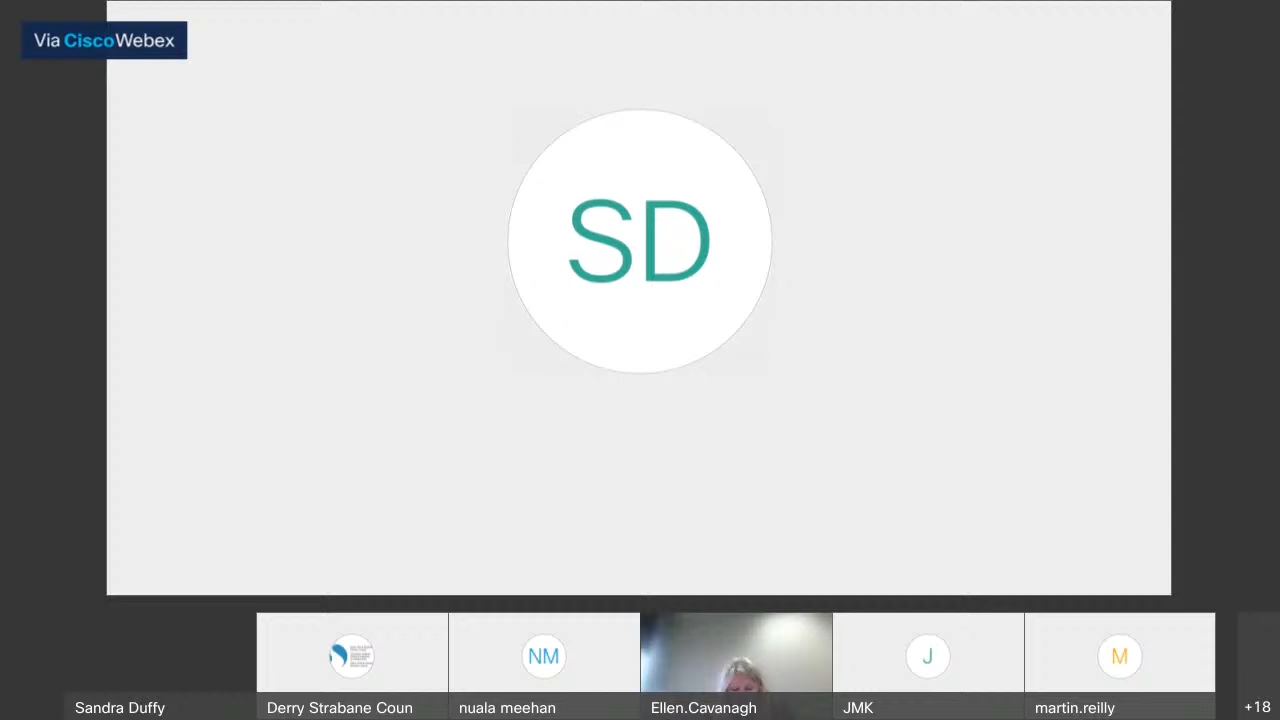 Via CiscoWebex
SD
NM
J
M
Sandra Duffy
Derry Strabane Coun
nuala meehan
Ellen.Cavanagh
JMK
martin.reilly
+18